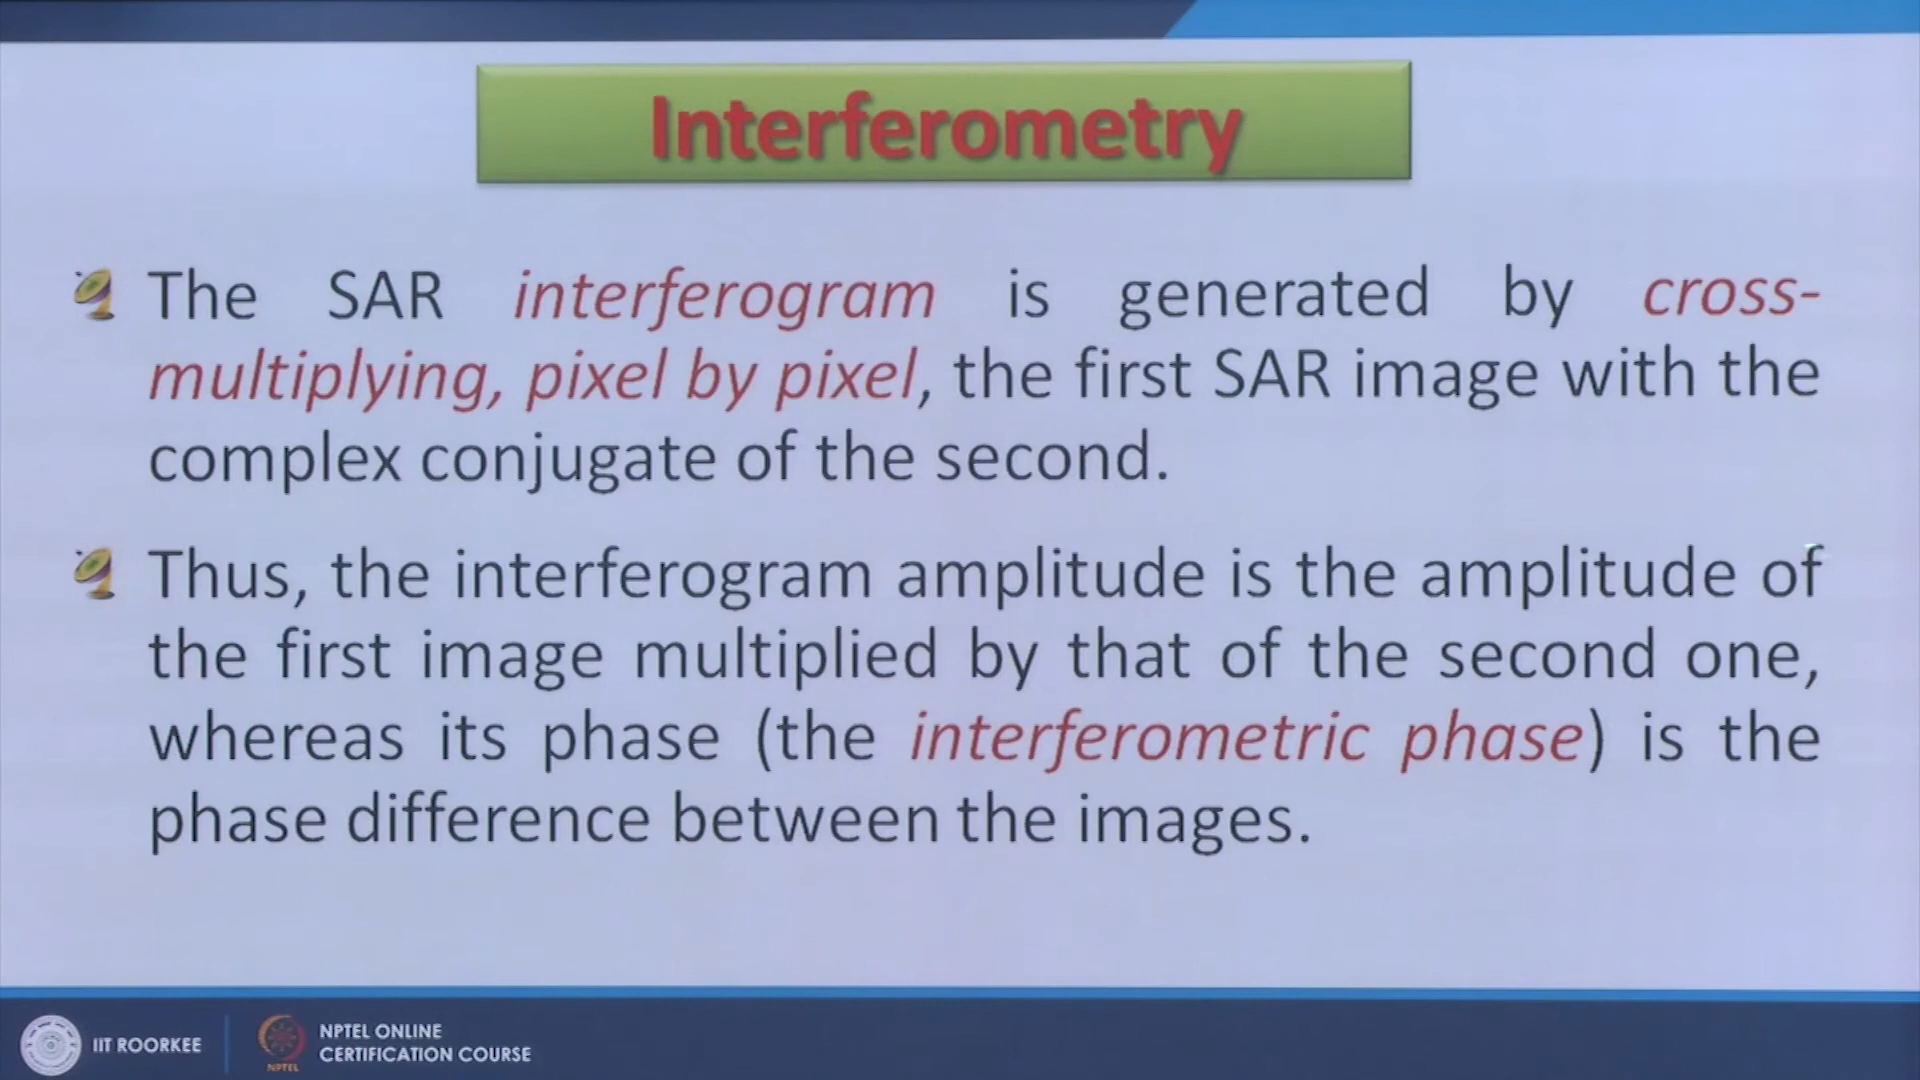 Interferometry
The SAR interferogram is generated by cross-
multiplying, pixel by pixel, the first SAR image with the
complex conjugate of the second.
Thus, the interferogram amplitude is the amplitude of
the first image multiplied by that of the second one,
whereas its phase (the interferometric phase) is the
phase difference between the images.
IIT ROORKEE
NPTEL ONLINE
CERTIFICATION COURSE
NPTEL